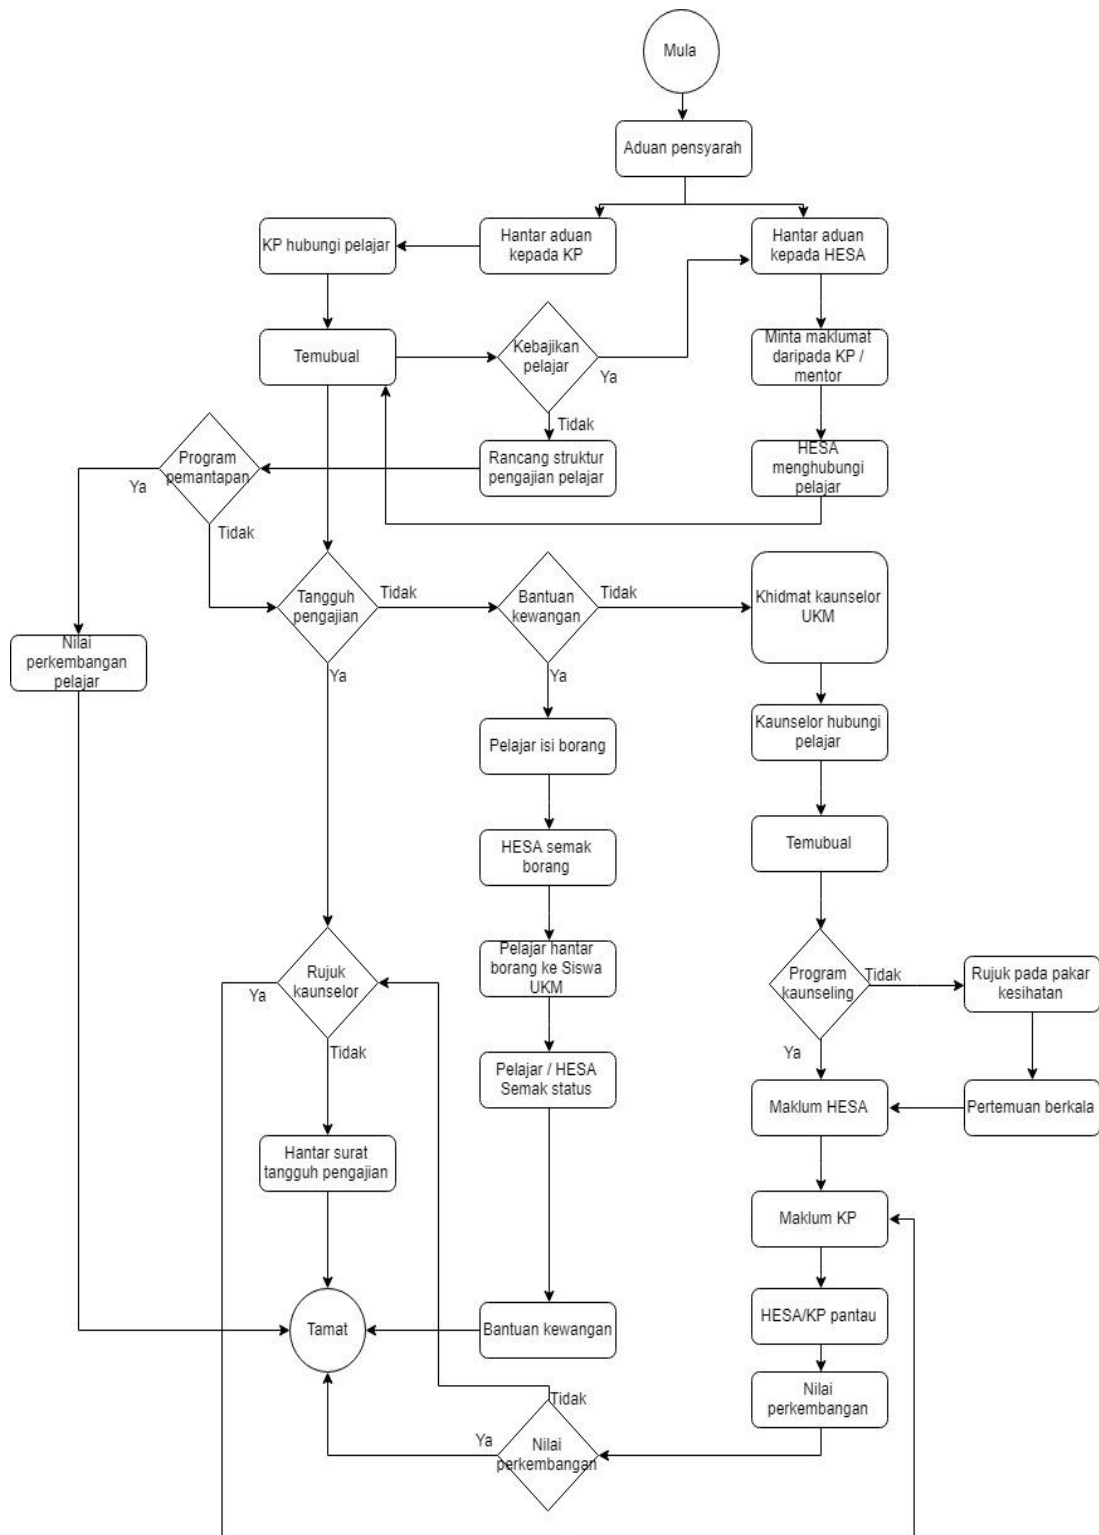 Mula
Aduan pensyarah
KP hubungi pelajar
Hantar aduan
kepada KP
Hantar aduan
kepada HESA
Temubual
Kebajikan
pelajar
Ya
Minta maklumat
daripada KP /
mentor
Tidak
Program
pemantapan
Ya
Tidak
Rancang struktur
pengajian pelajar
HESA
menghubungi
pelajar
Tangguh
pengajian
Tidak
Ya
Bantuan
kewangan
Tidak
Ya
Khidmat kaunselor
UKM
Nilai
perkembangan
pelajar
Pelajar isi borang
Kaunselor hubungi
pelajar
HESA semak
borang
Temubual
Pelajar hantar
borang ke Siswa
UKM
Rujuk
kaunselor
Ya
Tidak
Program
kaunseling
Tidak
Ya
Rujuk pada pakar
kesihatan
Pelajar / HESA
Semak status
Maklum HESA
Pertemuan berkala
Hantar surat
tangguh pengajian
Maklum KP
Tamat
Bantuan kewangan
HESA/KP pantau
Nilai
perkembangan
Tidak
Ya
Nilai
perkembangan